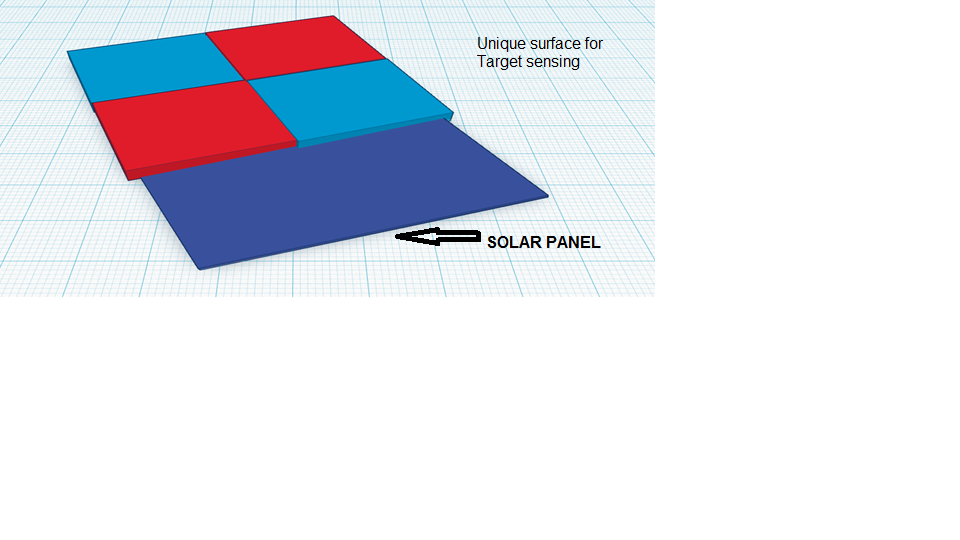 Unique surface for
Target sensing
SOLAR PANEL